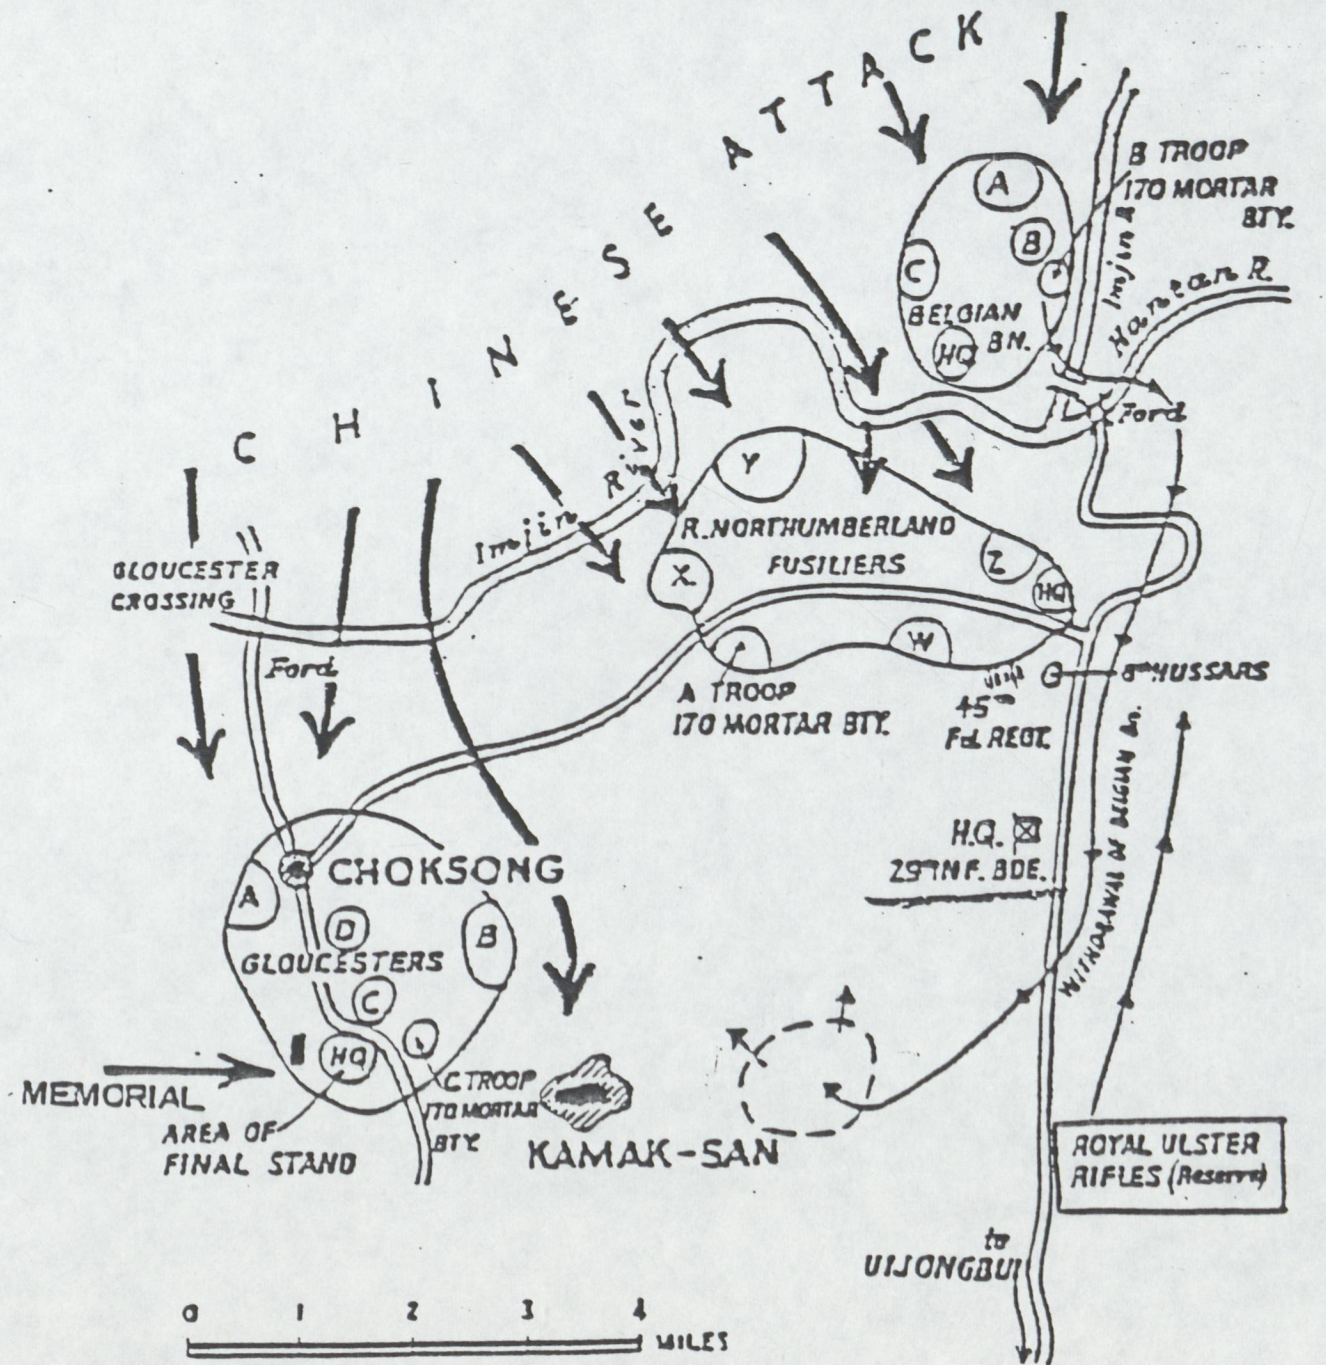 CHINESE ATTACK
B TROOP
170 MORTAR
BTY.
A
B
C
BELGIAN
BN.
HQ
Imjin R.
Hantan R.
Ford
Imjin River
Y
R. NORTHUMBERLAND
FUSILIERS
X
Z
HQ
W
GLOUCESTER
CROSSING
Ford
A TROOP
170 MORTAR BTY.
45TH
Fd. REGT.
8TH HUSSARS
H.Q.
29TH INF. BDE.
WITHDRAWAL OF BELGIAN Bn.
CHOKSONG
A
D
B
GLOUCESTERS
C
HQ
MEMORIAL
AREA OF
FINAL STAND
C TROOP
170 MORTAR
BTY.
KAMAK-SAN
ROYAL ULSTER
RIFLES (Reserve)
to
UIJONGBU
0 1 2 3 4
MILES